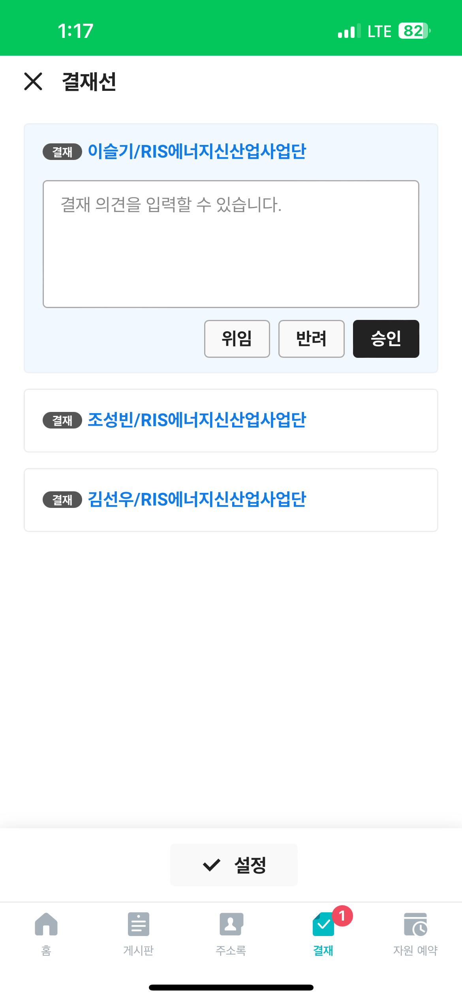 1:17
LTE 82
결재선
결재 이슬기/RIS에너지신산업사업단
결재 의견을 입력할 수 있습니다.
위임 반려 승인
결재 조성빈/RIS에너지신산업사업단
결재 김선우/RIS에너지신산업사업단
설정
1
홈 게시판 주소록 결재 자원 예약